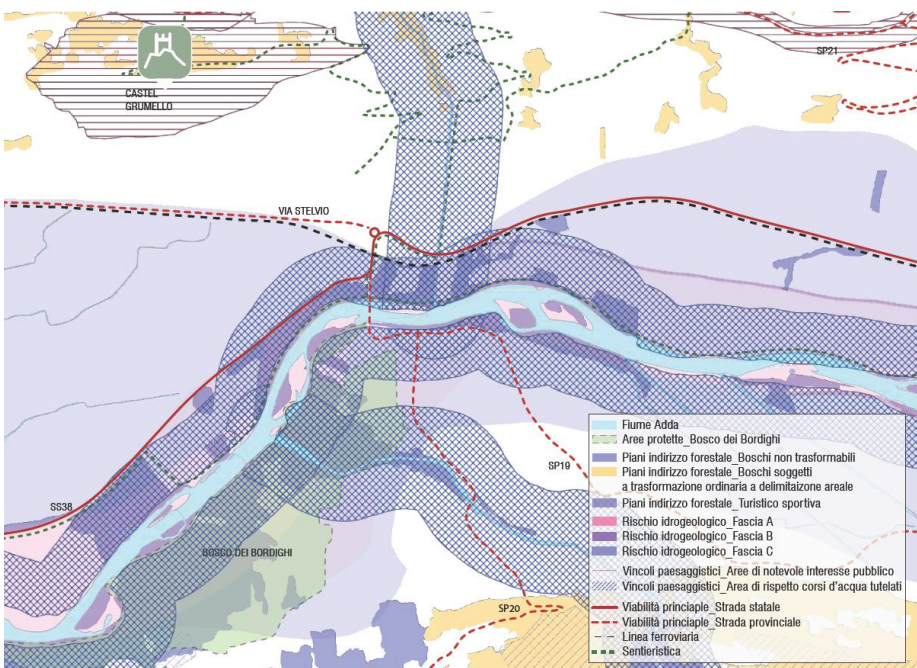 SP21
CASTEL
GRUMELLO
VIA STELVIO
SP19
SS38
BOSCO DEI BORDIGHI
SP20
Fiume Adda
Aree protette_Bosco dei Bordighi
Piani indirizzo forestale_Boschi non trasformabili
Piani indirizzo forestale_Boschi soggetti
a trasformazione ordinaria a delimitaizone areale
Piani indirizzo forestale_Turistico sportiva
Rischio idrogeologico_Fascia A
Rischio idrogeologico_Fascia B
Rischio idrogeologico_Fascia C
Vincoli paesaggistici_Aree di notevole interesse pubblico
Vincoli paesaggistici_Area di rispetto corsi d'acqua tutelati
Viabilità principle_Strada statale
Viabilità principle_Strada provinciale
Linea ferroviaria
Sentieristica